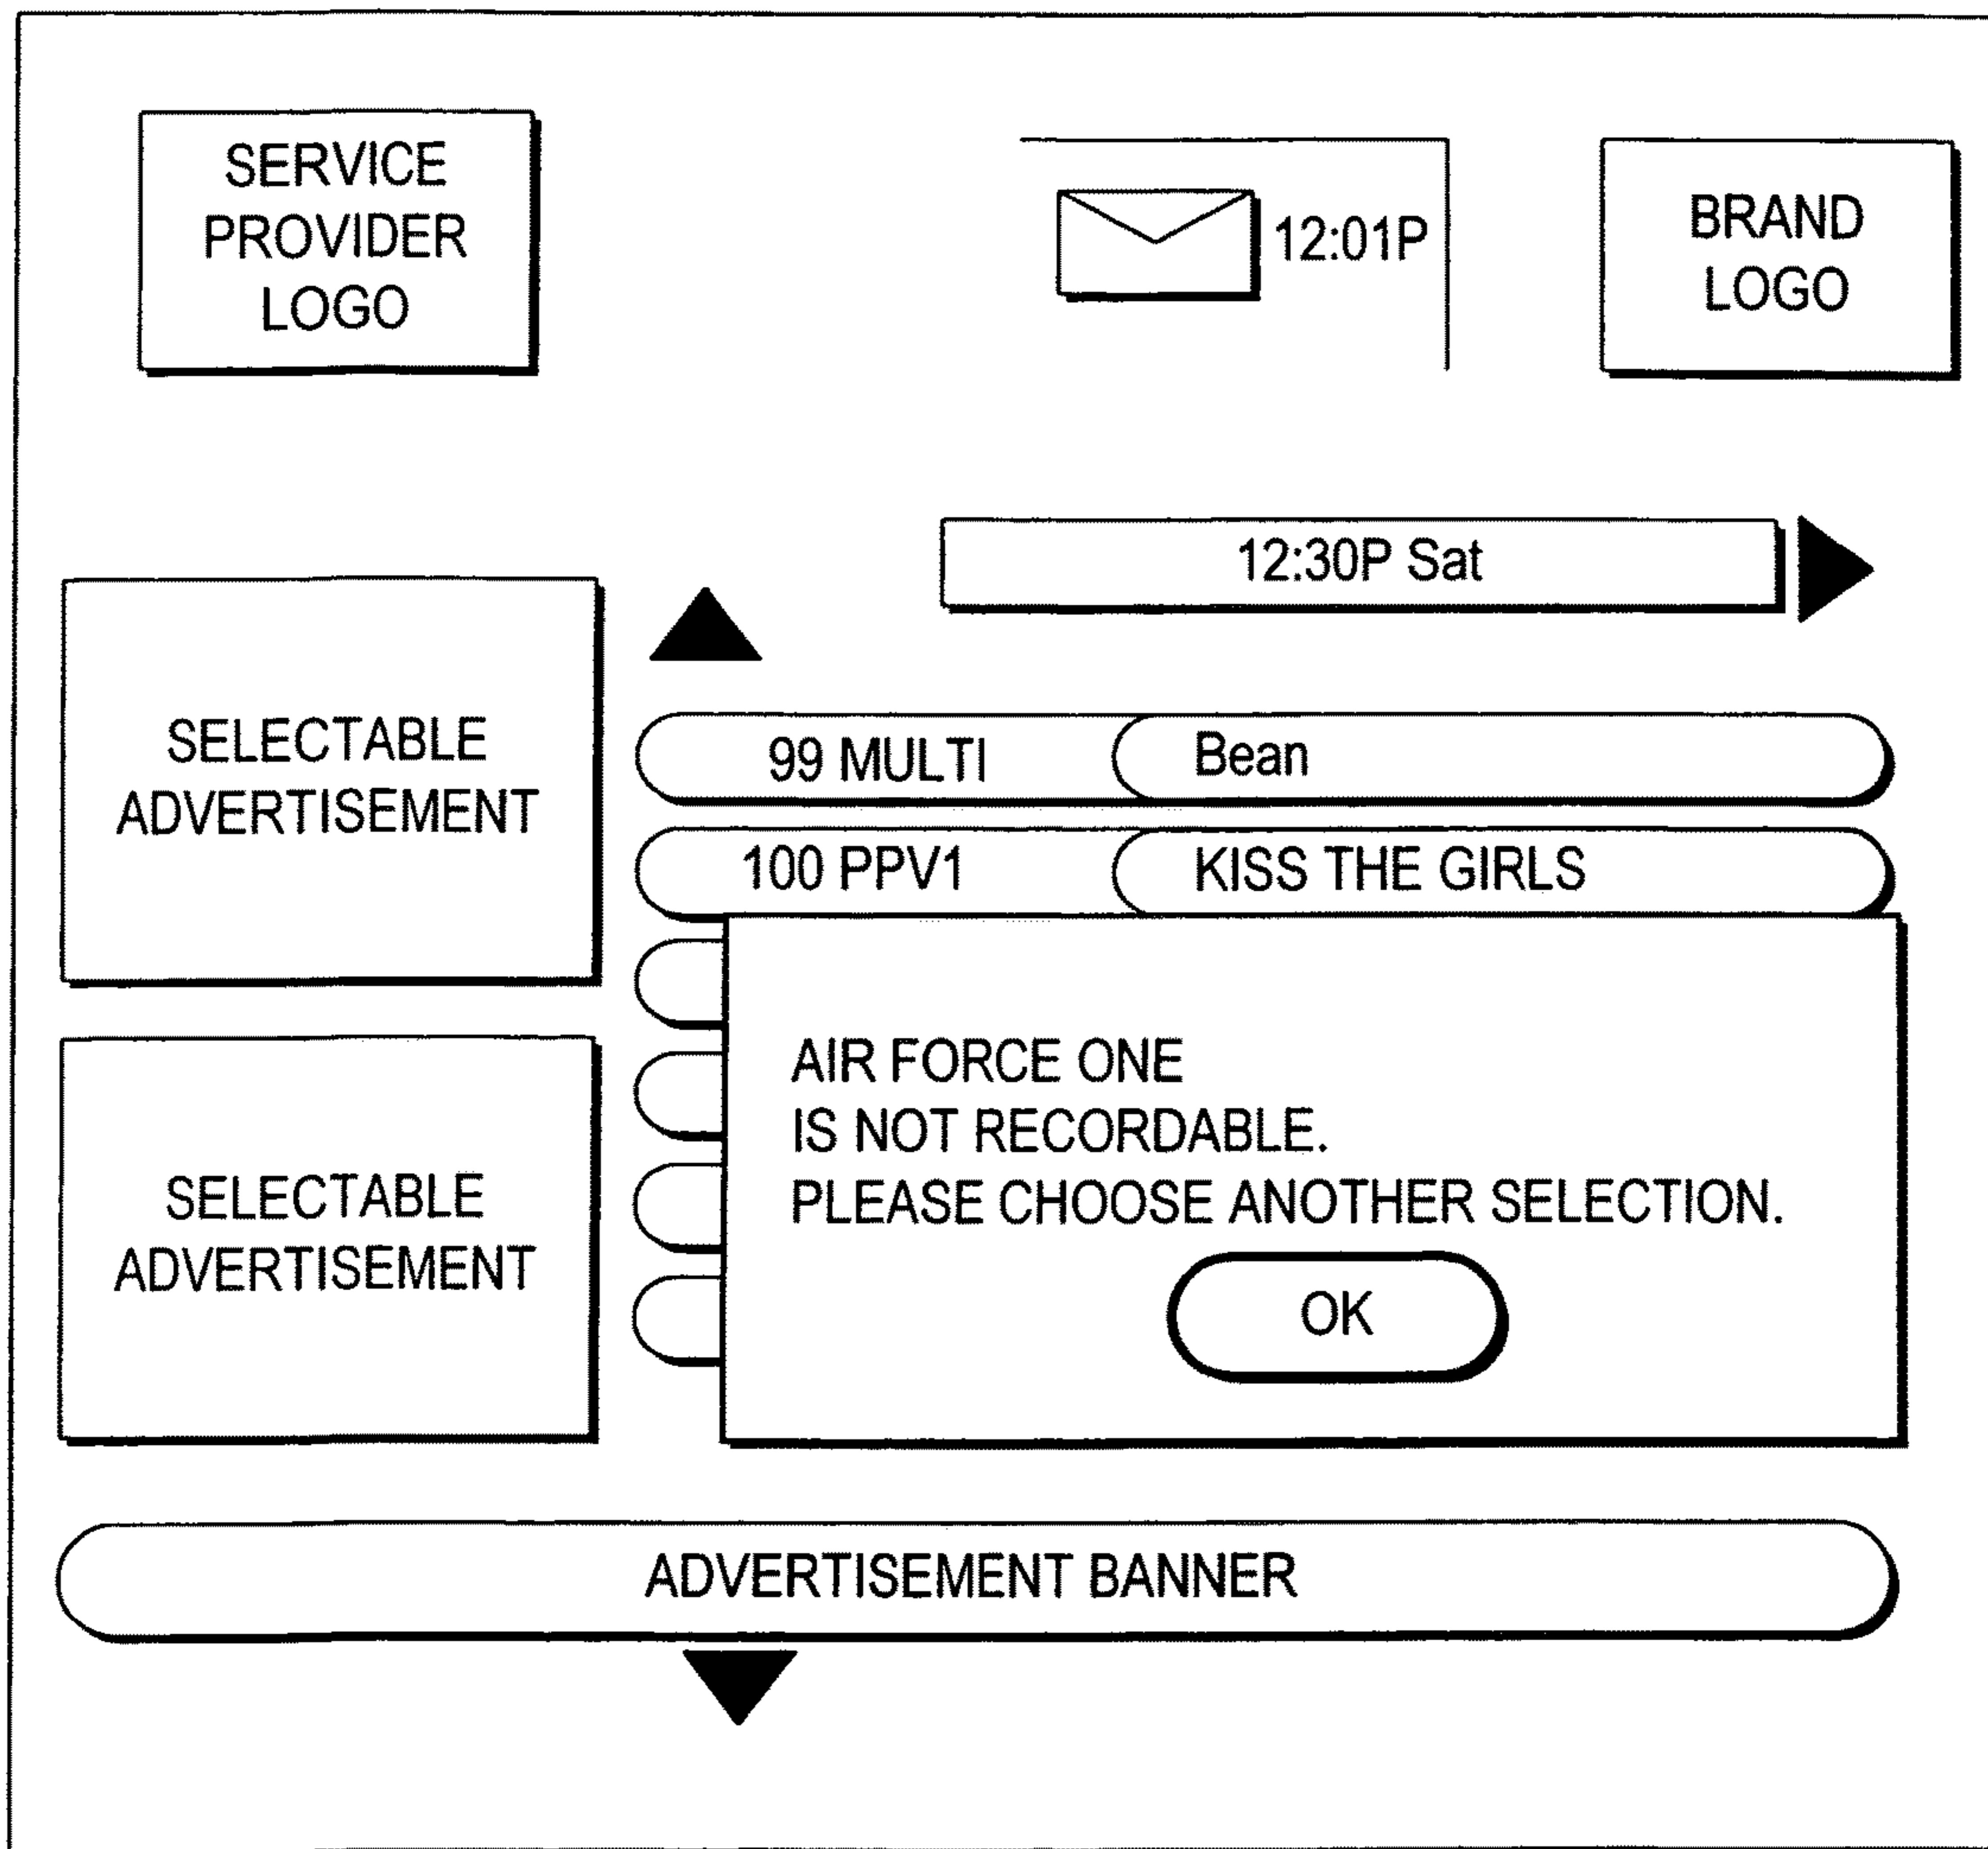 SERVICE
PROVIDER
LOGO
12:01P
BRAND
LOGO
12:30P Sat
SELECTABLE
ADVERTISEMENT
99 MULTI Bean
100 PPV1 KISS THE GIRLS
AIR FORCE ONE
IS NOT RECORDABLE.
PLEASE CHOOSE ANOTHER SELECTION.
OK
SELECTABLE
ADVERTISEMENT
ADVERTISEMENT BANNER